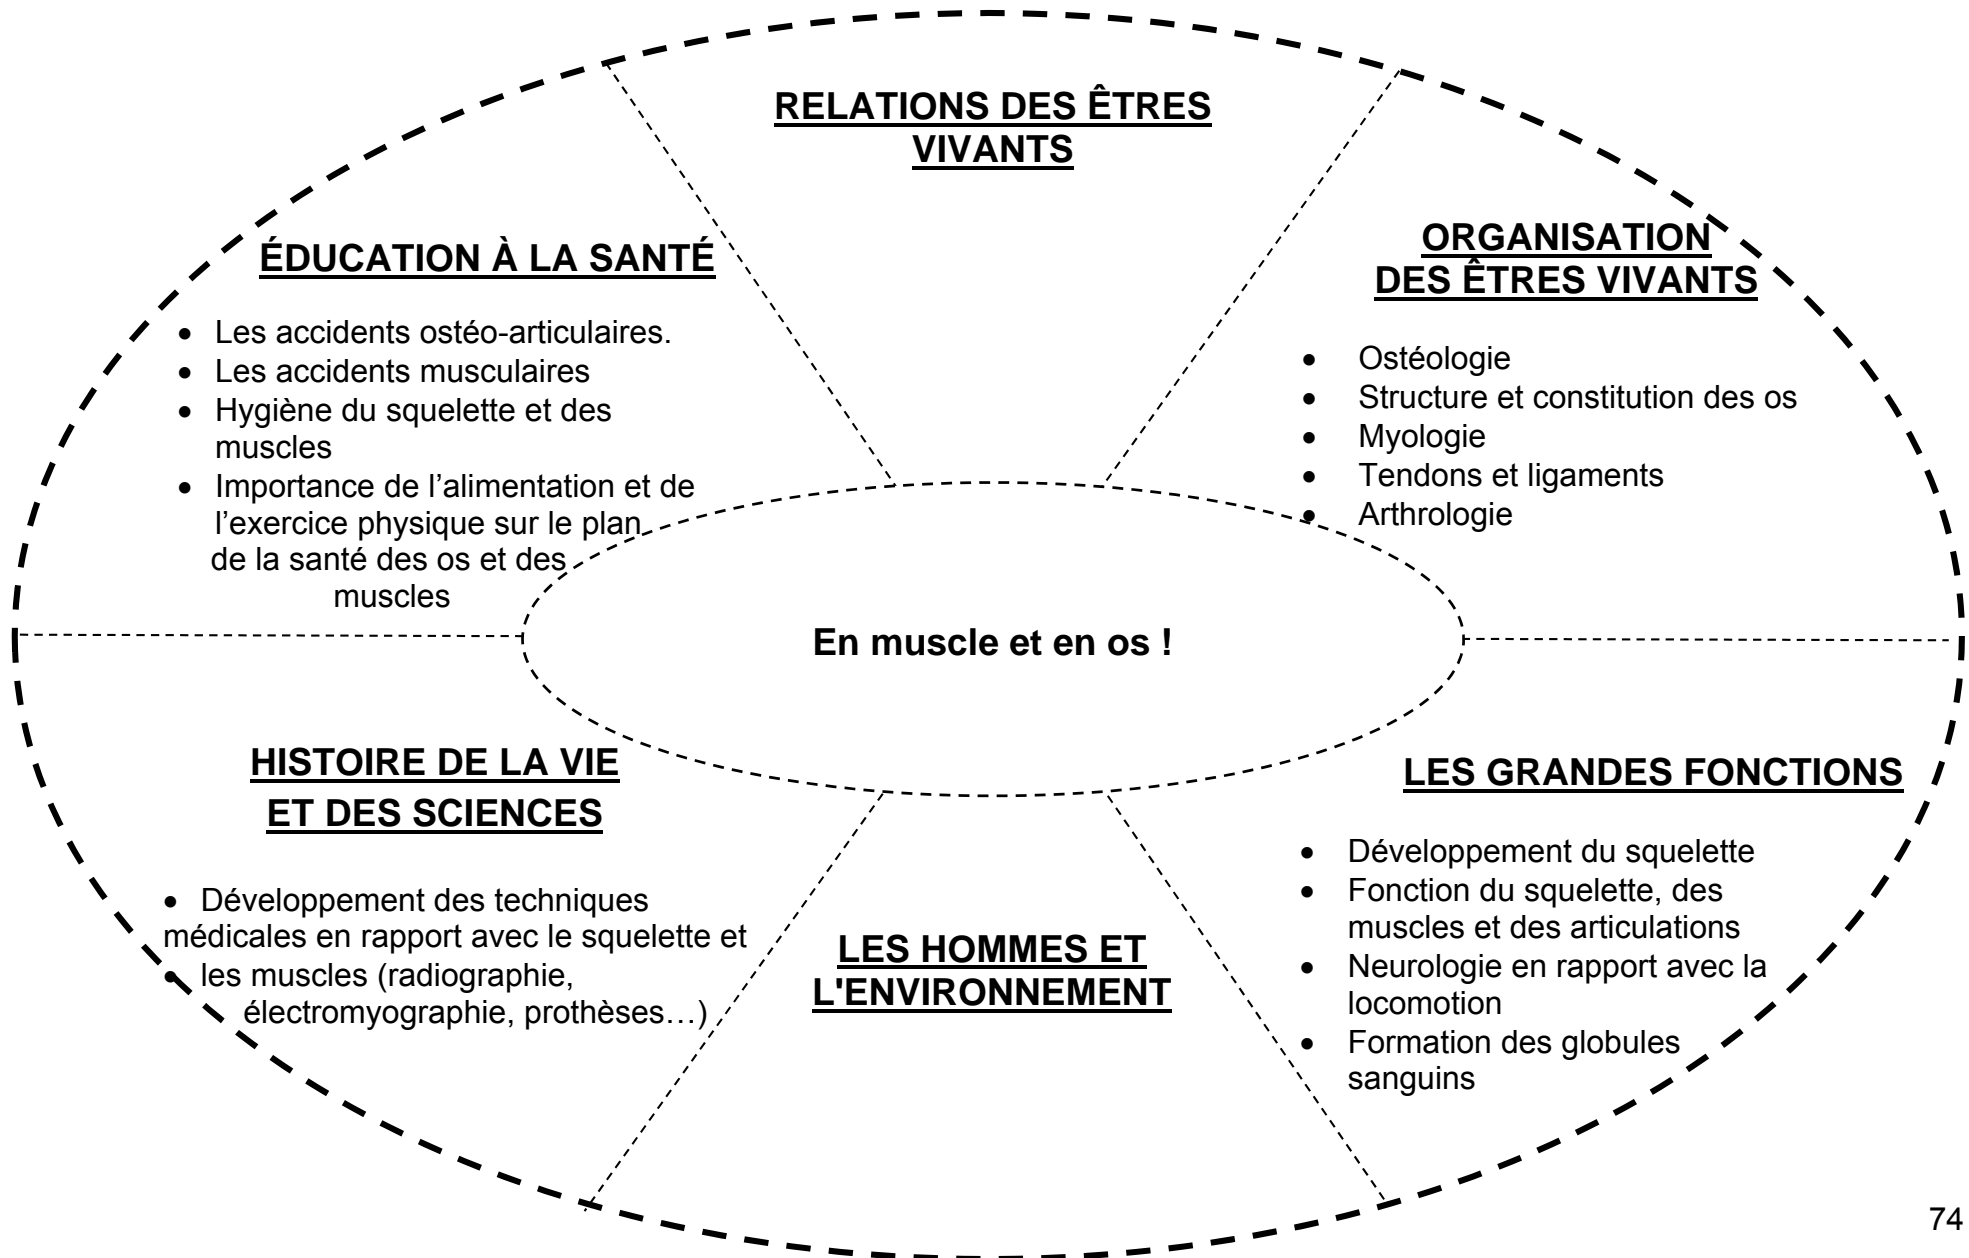 RELATIONS DES ÊTRES
VIVANTS
ÉDUCATION À LA SANTÉ
• Les accidents ostéo-articulaires.
• Les accidents musculaires
• Hygiène du squelette et des
muscles
• Importance de l’alimentation et de
l’exercice physique sur le plan
de la santé des os et des
muscles
ORGANISATION
DES ÊTRES VIVANTS
• Ostéologie
• Structure et constitution des os
• Myologie
• Tendons et ligaments
• Arthrologie
En muscle et en os !
HISTOIRE DE LA VIE
ET DES SCIENCES
• Développement des techniques
médicales en rapport avec le squelette et
• les muscles (radiographie,
électromyographie, prothèses…)
LES HOMMES ET
L'ENVIRONNEMENT
LES GRANDES FONCTIONS
• Développement du squelette
• Fonction du squelette, des
muscles et des articulations
• Neurologie en rapport avec la
locomotion
• Formation des globules
sanguins
74